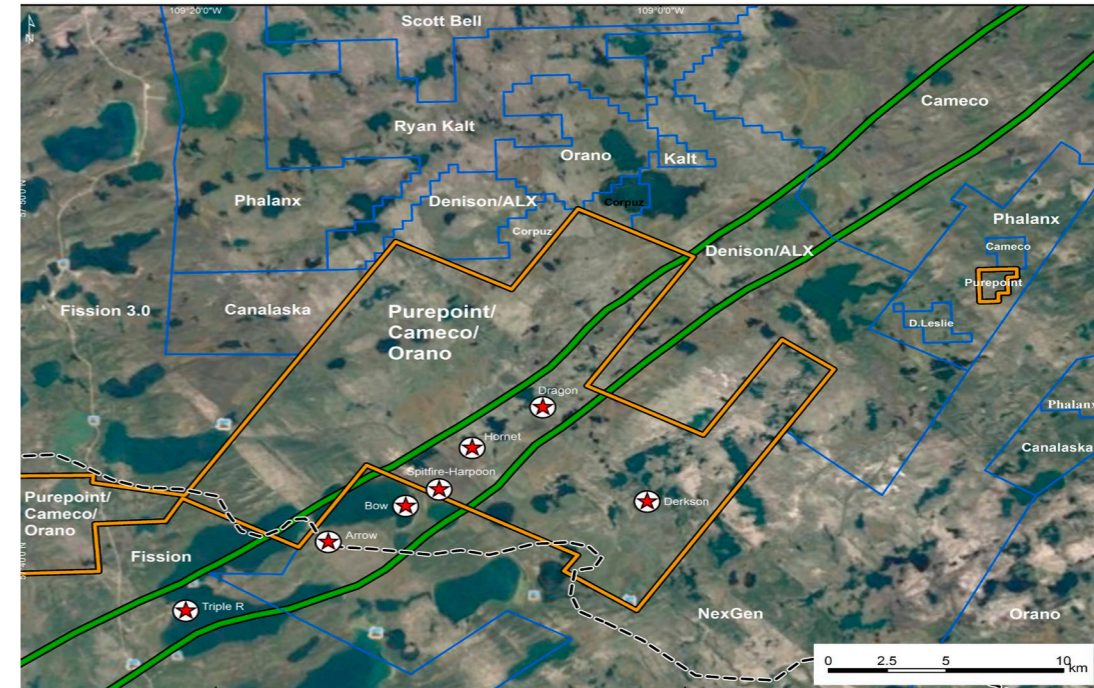 109°20'0"W
109°0'0"W
Scott Bell
Cameco
Ryan Kalt
Orano
Kalt
Phalanx
Denison/ALX
Corpuz
Corpuz
Phalanx
Denison/ALX
Cameco
Purepoint
Fission 3.0
Canalaska
Purepoint/
Cameco/
Orano
D.Leslie
Dragon
Phalanx
Hornet
Canalaska
Spitfire-Harpoon
Purepoint/
Cameco/
Orano
Bow
Derkson
Arrow
Fission
Triple R
NexGen
Orano
0 2.5 5 10
km
N